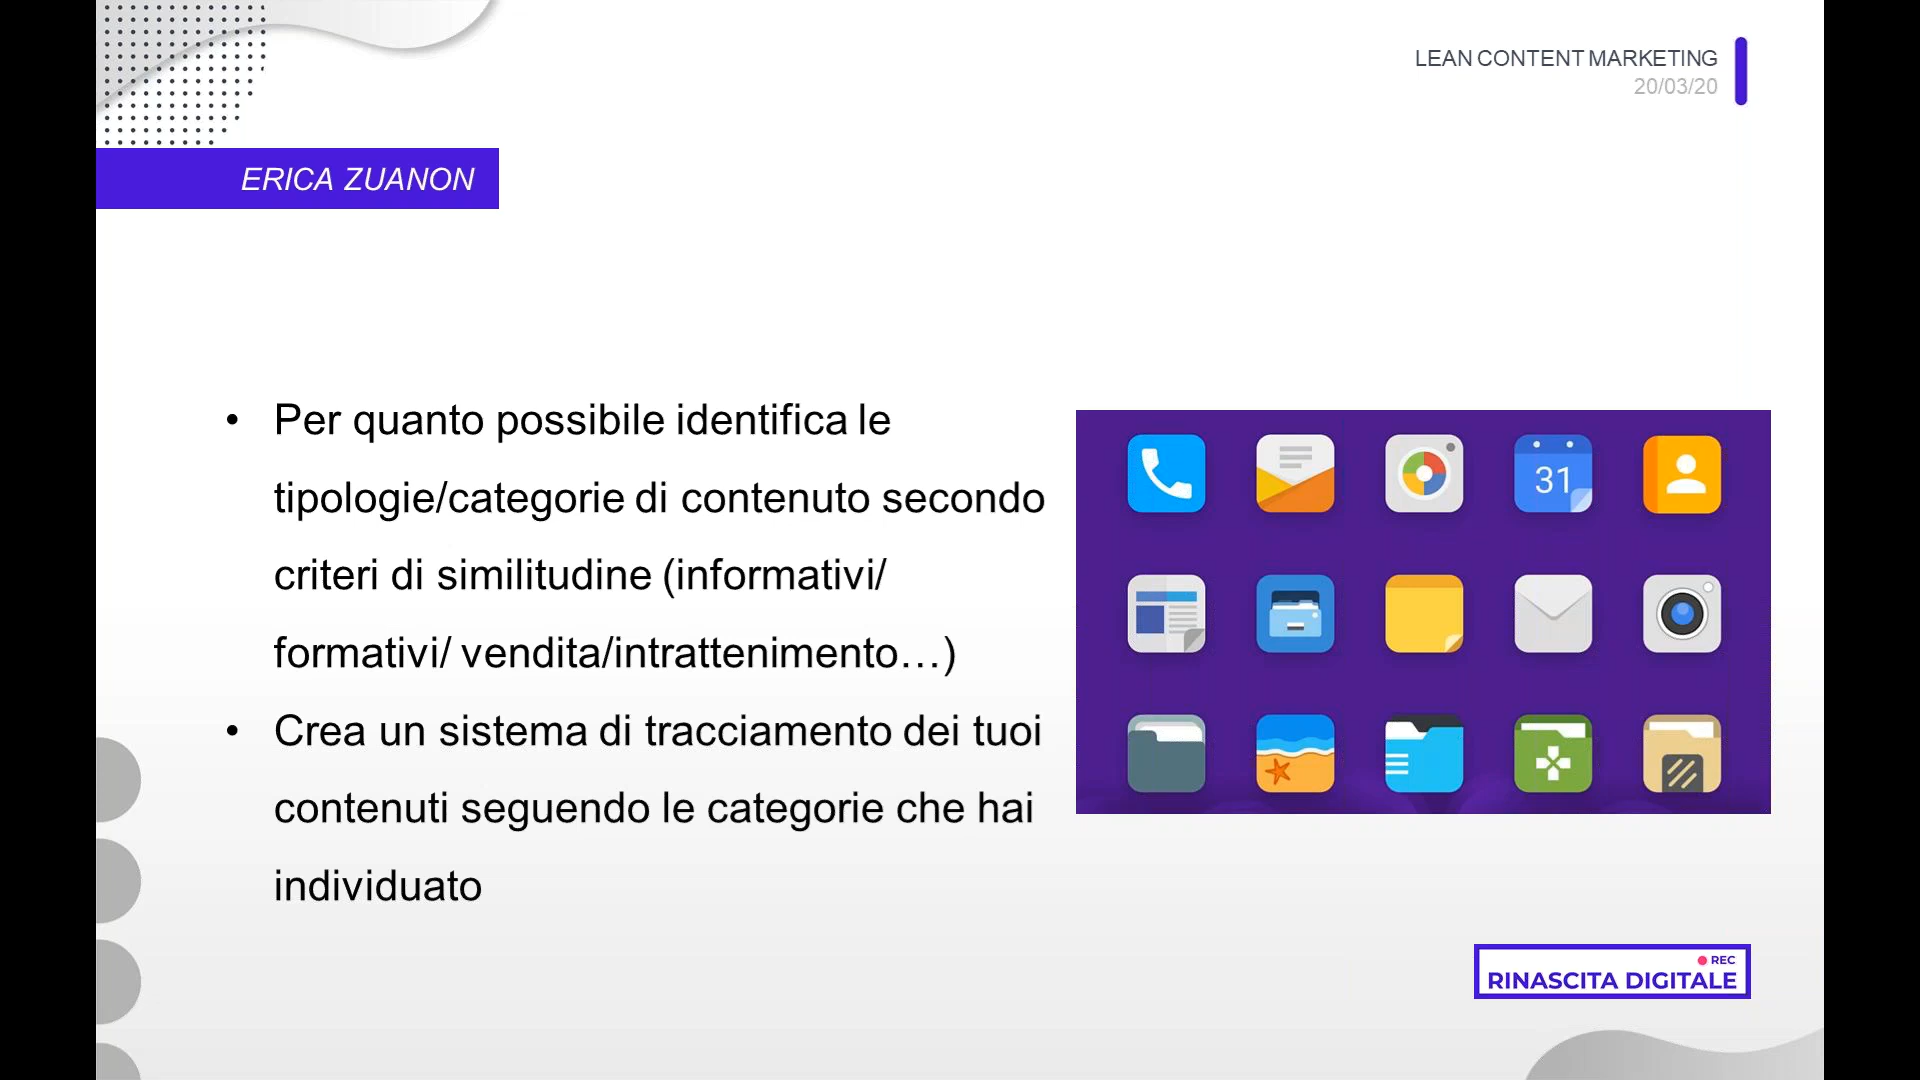 LEAN CONTENT MARKETING
20/03/20
ERICA ZUANON
• Per quanto possibile identifica le
tipologie/categorie di contenuto secondo
criteri di similitudine (informativi/
formativi/ vendita/intrattenimento…)
• Crea un sistema di tracciamento dei tuoi
contenuti seguendo le categorie che hai
individuato
31
REC
RINASCITA DIGITALE